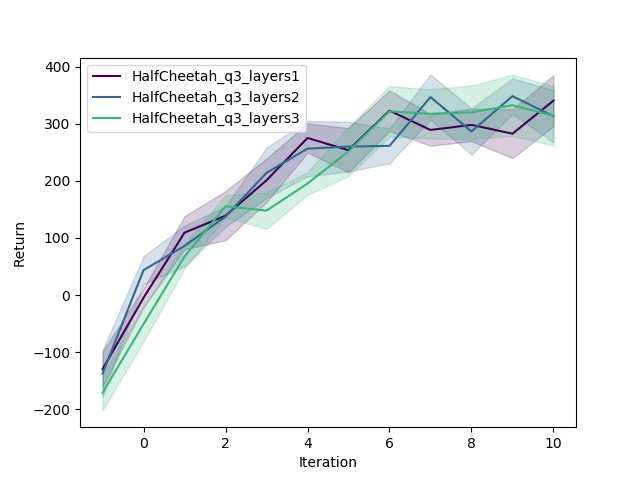 HalfCheetah_q3_layers1
HalfCheetah_q3_layers2
HalfCheetah_q3_layers3
400
300
200
100
0
−100
−200
Return
0 2 4 6 8 10
Iteration